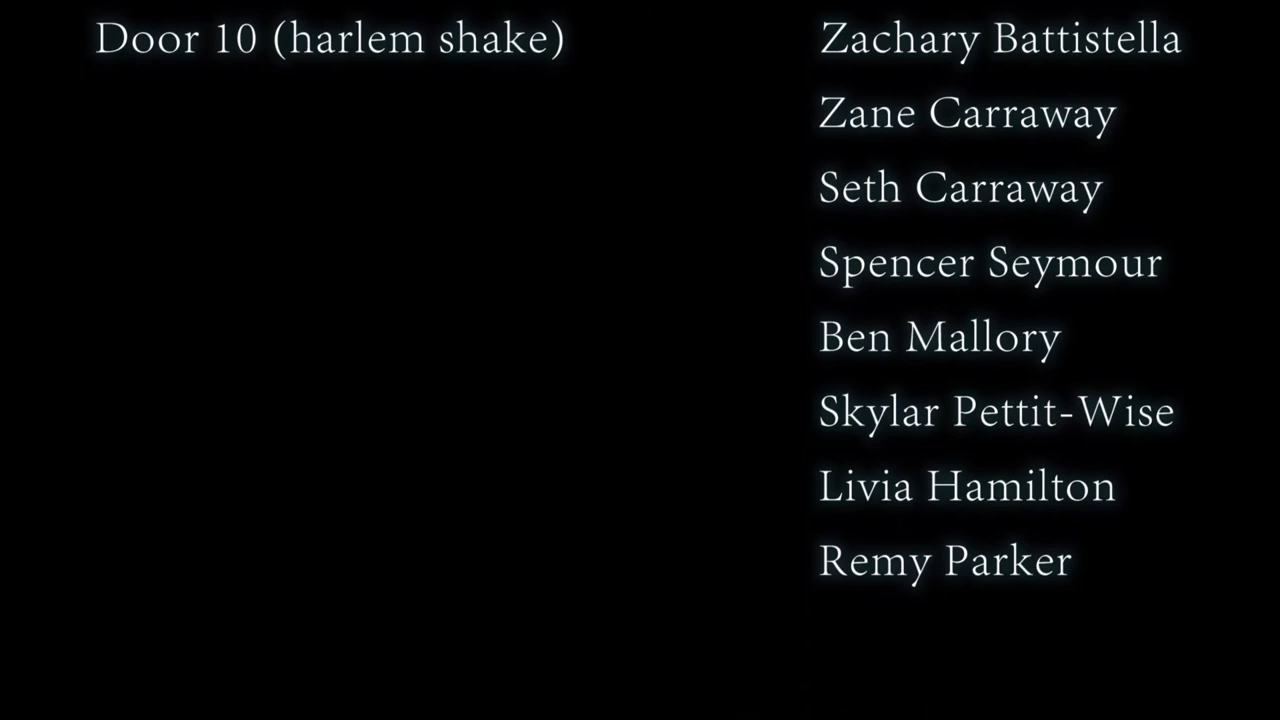 Door 10 (harlem shake)
Zachary Battistella
Zane Carraway
Seth Carraway
Spencer Seymour
Ben Mallory
Skylar Pettit-Wise
Livia Hamilton
Remy Parker